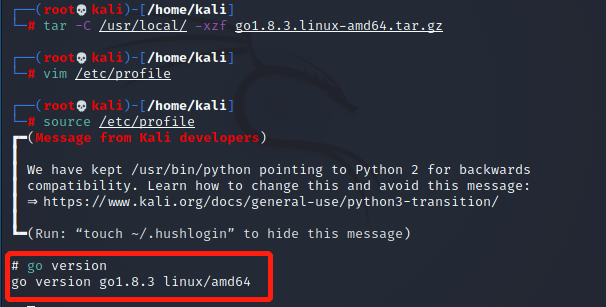 (root💀kali)-[/home/kali]
# tar -C /usr/local/ -xzf go1.8.3.linux-amd64.tar.gz
(root💀kali)-[/home/kali]
# vim /etc/profile
(root💀kali)-[/home/kali]
# source /etc/profile
(Message from Kali developers)
We have kept /usr/bin/python pointing to Python 2 for backwards
compatibility. Learn how to change this and avoid this message:
⇒ https://www.kali.org/docs/general-use/python3-transition/
(Run: “touch ~/.hushlogin” to hide this message)
# go version
go version go1.8.3 linux/amd64